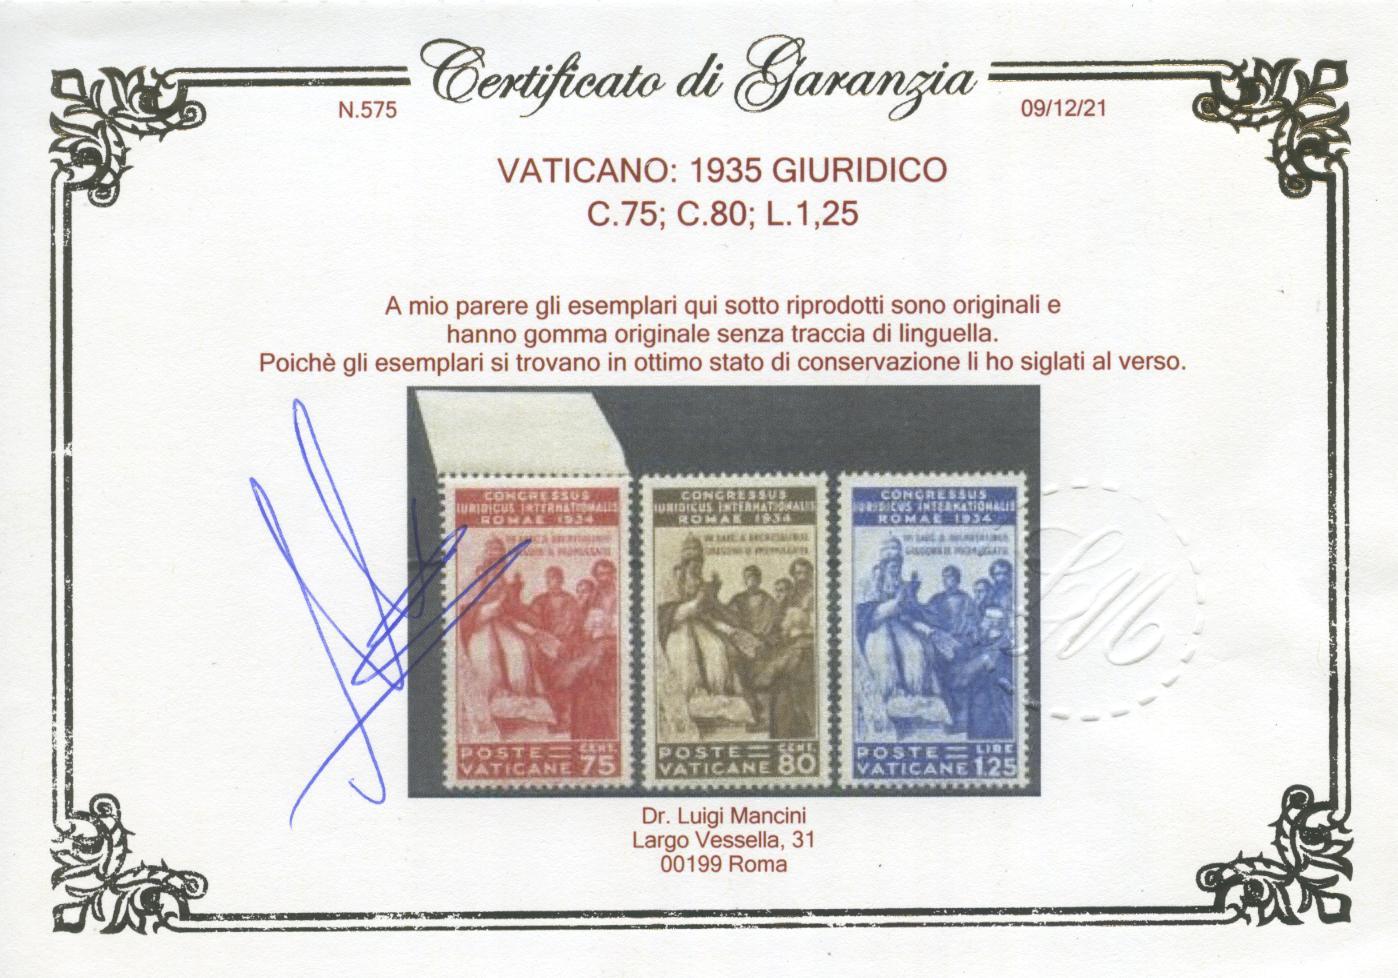 Certificato di Garanzia
N.575
09/12/21
VATICANO: 1935 GIURIDICO
C.75; C.80; L.1,25
A mio parere gli esemplari qui sotto riprodotti sono originali e
hanno gomma originale senza traccia di linguella.
Poichè gli esemplari si trovano in ottimo stato di conservazione li ho siglati al verso.
CONGRESSUS
IURIDICUS INTERNATIONALIS
ROMAE 1934
POSTE = CENT.
VATICANE 75
CONGRESSUS
IURIDICUS INTERNATIONALIS
ROMAE 1934
POSTE = CENT.
VATICANE 80
CONGRESSUS
IURIDICUS INTERNATIONALIS
ROMAE 1934
POSTE = LIRE
VATICANE 1.25
Dr. Luigi Mancini
Largo Vessella, 31
00199 Roma